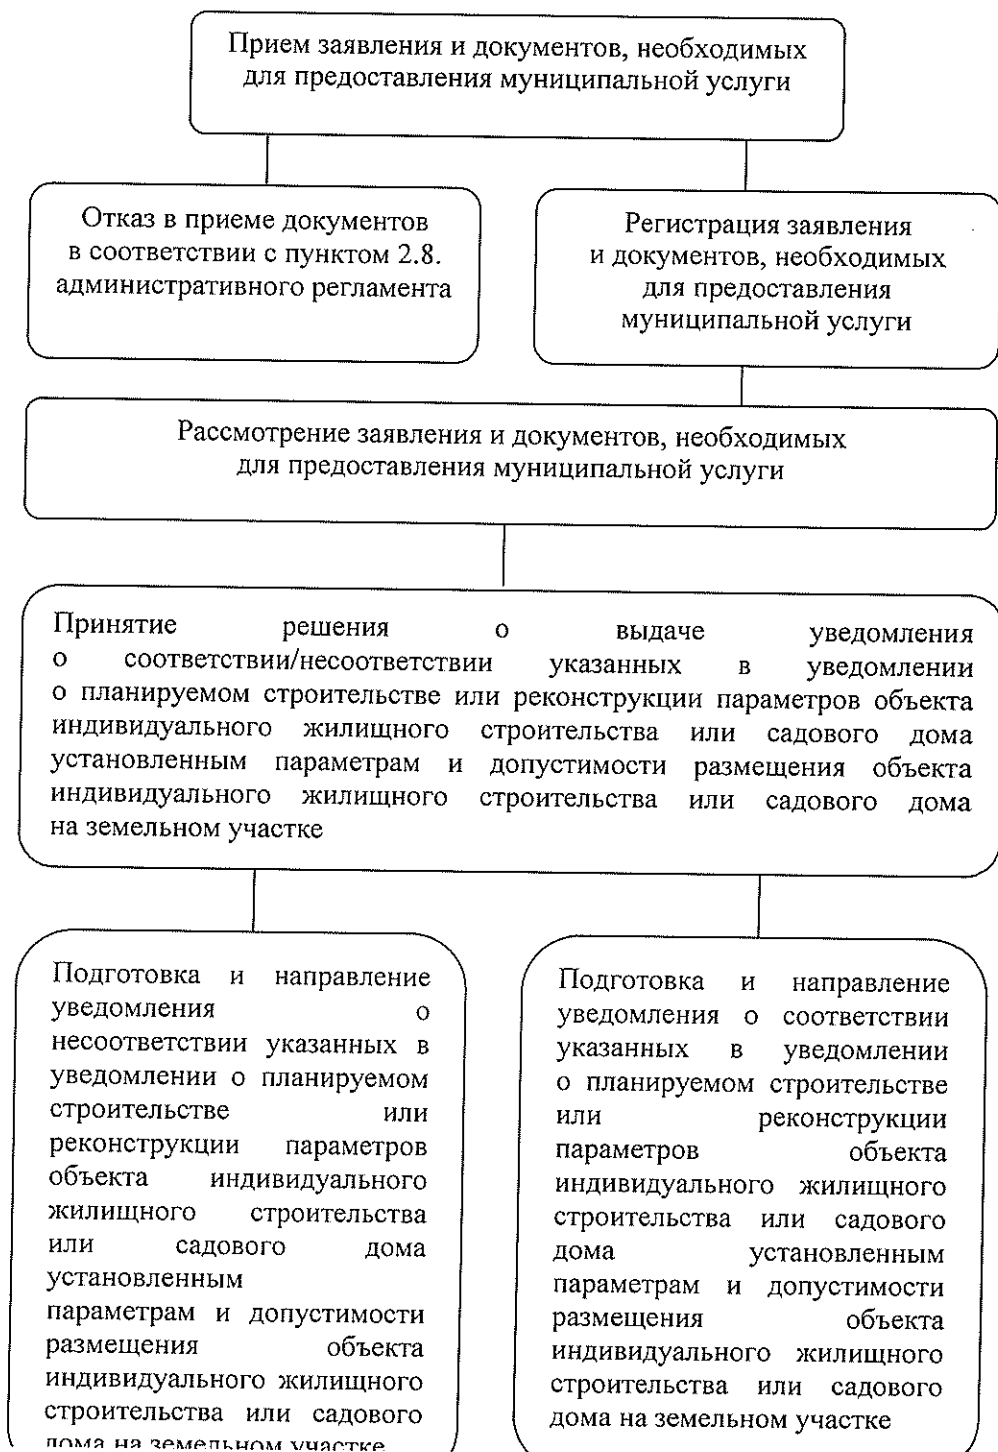 Прием заявления и документов, необходимых
для предоставления муниципальной услуги
Отказ в приеме документов
в соответствии с пунктом 2.8.
административного регламента
Регистрация заявления
и документов, необходимых
для предоставления
муниципальной услуги
Рассмотрение заявления и документов, необходимых
для предоставления муниципальной услуги
Принятие решения о выдаче уведомления
о соответствии/несоответствии указанных в уведомлении
о планируемом строительстве или реконструкции параметров объекта
индивидуального жилищного строительства или садового дома
установленным параметрам и допустимости размещения объекта
индивидуального жилищного строительства или садового дома
на земельном участке
Подготовка и направление
уведомления о
несоответствии указанных в
уведомлении о планируемом
строительстве или
реконструкции параметров
объекта индивидуального
жилищного строительства
или садового дома
установленным
параметрам и допустимости
размещения объекта
индивидуального жилищного
строительства или садового
дома на земельном участке
Подготовка и направление
уведомления о соответствии
указанных в уведомлении
о планируемом строительстве
или реконструкции
параметров объекта
индивидуального жилищного
строительства или садового
дома установленным
параметрам и допустимости
размещения объекта
индивидуального жилищного
строительства или садового
дома на земельном участке